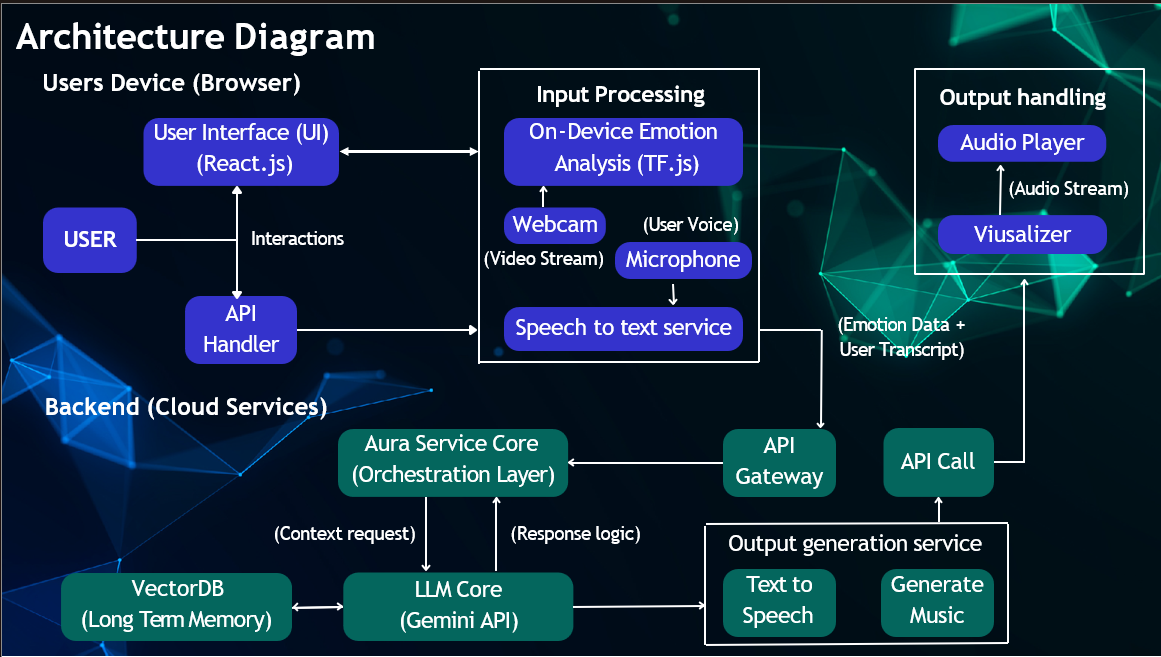 Architecture Diagram
Users Device (Browser)
User Interface (UI)
(React.js)
USER
Interactions
API
Handler
Input Processing
On-Device Emotion
Analysis (TF.js)
Webcam
(User Voice)
(Video Stream)
Microphone
Speech to text service
Output handling
Audio Player
(Audio Stream)
Viusalizer
(Emotion Data +
User Transcript)
Backend (Cloud Services)
Aura Service Core
(Orchestration Layer)
API
Gateway
API Call
(Context request)
(Response logic)
Output generation service
VectorDB
(Long Term Memory)
LLM Core
(Gemini API)
Text to
Speech
Generate
Music